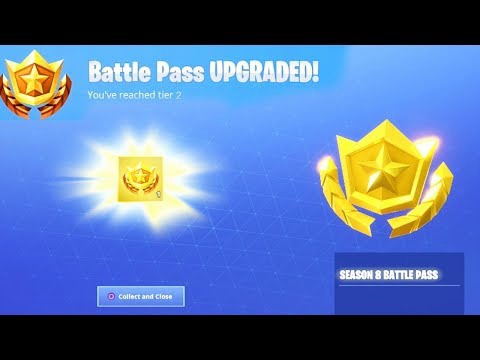 Battle Pass UPGRADED!
You've reached tier 2
SEASON 8 BATTLE PASS
Collect and Close